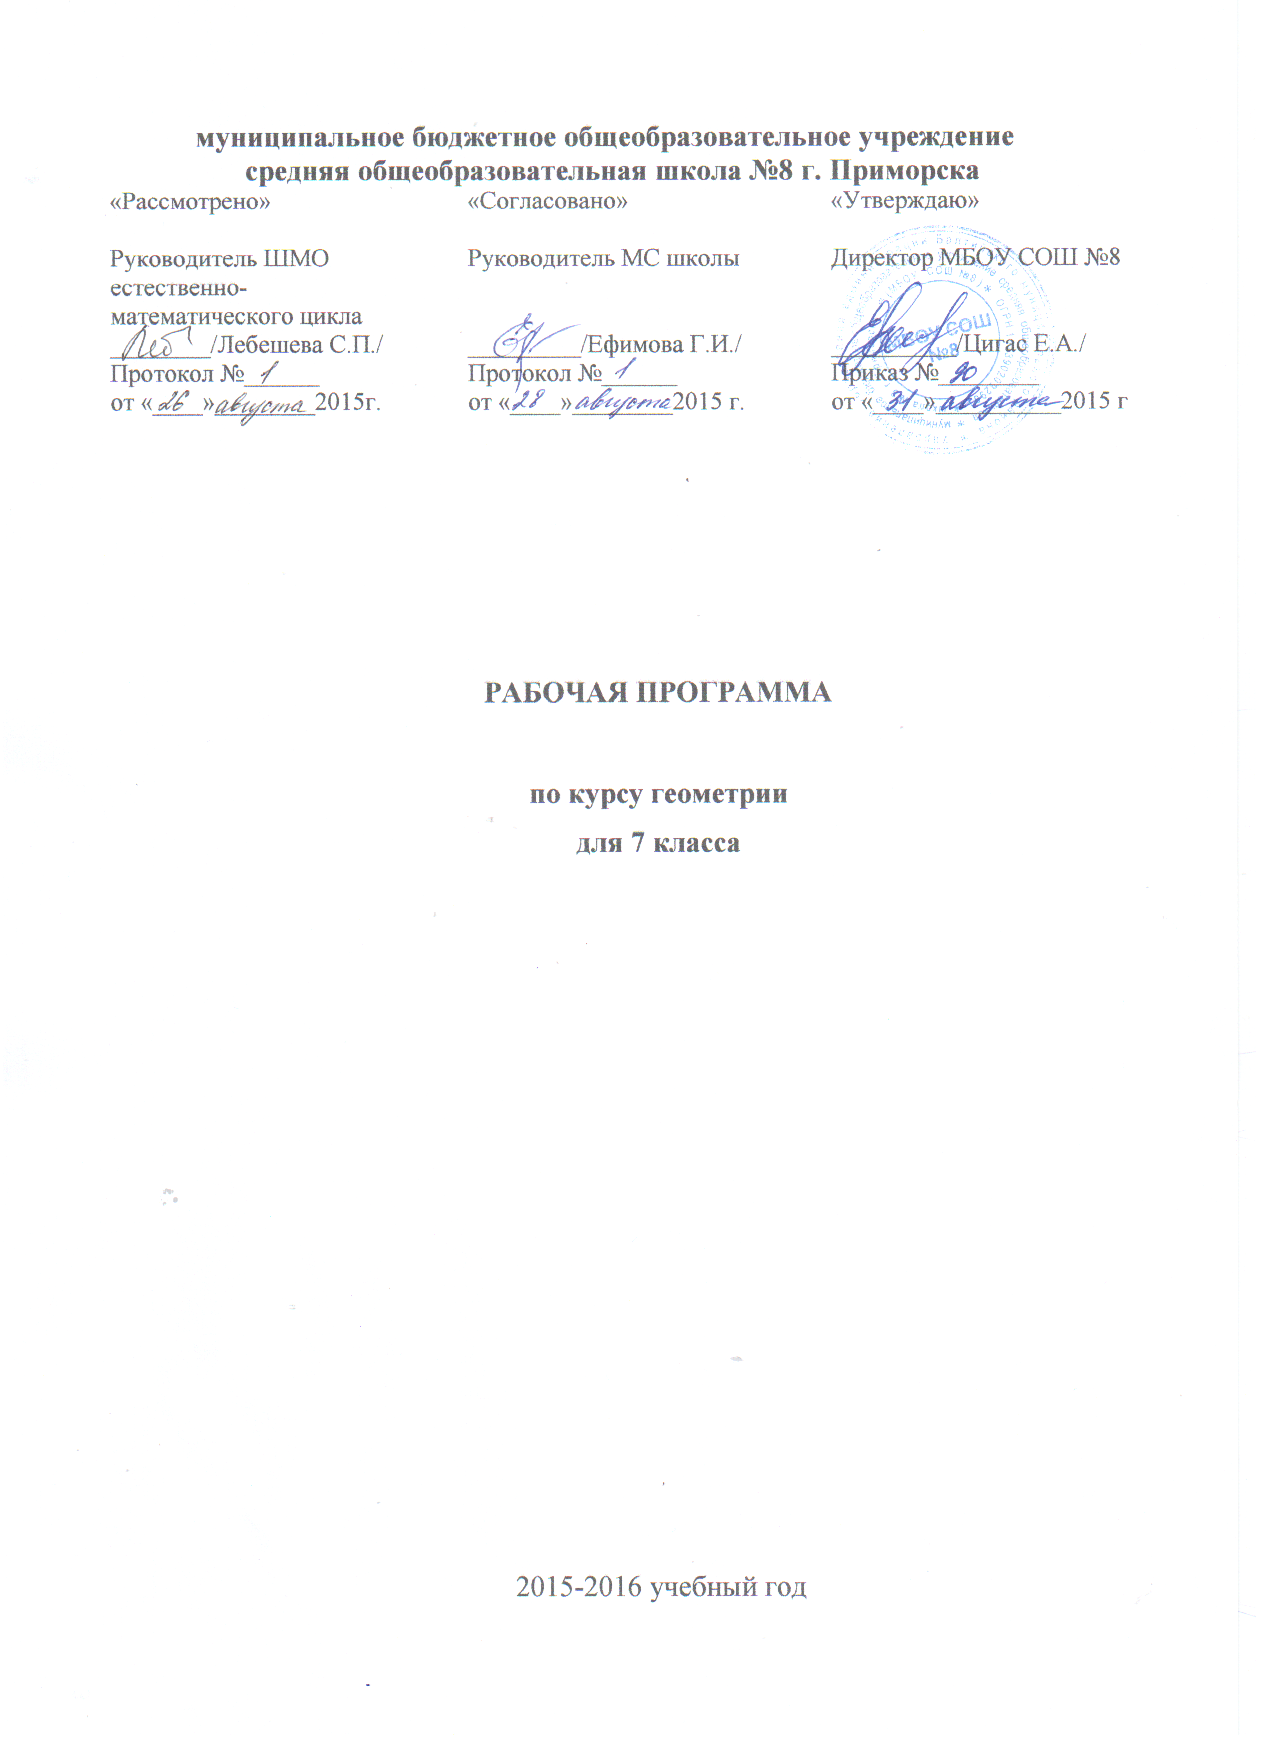 муниципальное бюджетное общеобразовательное учреждение
средняя общеобразовательная школа №8 г. Приморска
«Рассмотрено»
Руководитель ШМО
естественно-
математического цикла
/Лебешева С.П./
Протокол № 1
от «26» августа 2015г.
«Согласовано»
Руководитель МС школы
/Ефимова Г.И./
Протокол № 1
от «28» августа 2015 г.
«Утверждаю»
Директор МБОУ СОШ №8
/Цигас Е.А./
Приказ № 90
от «31» августа 2015 г
МБОУ СОШ
№8
РАБОЧАЯ ПРОГРАММА
по курсу геометрии
для 7 класса
2015-2016 учебный год